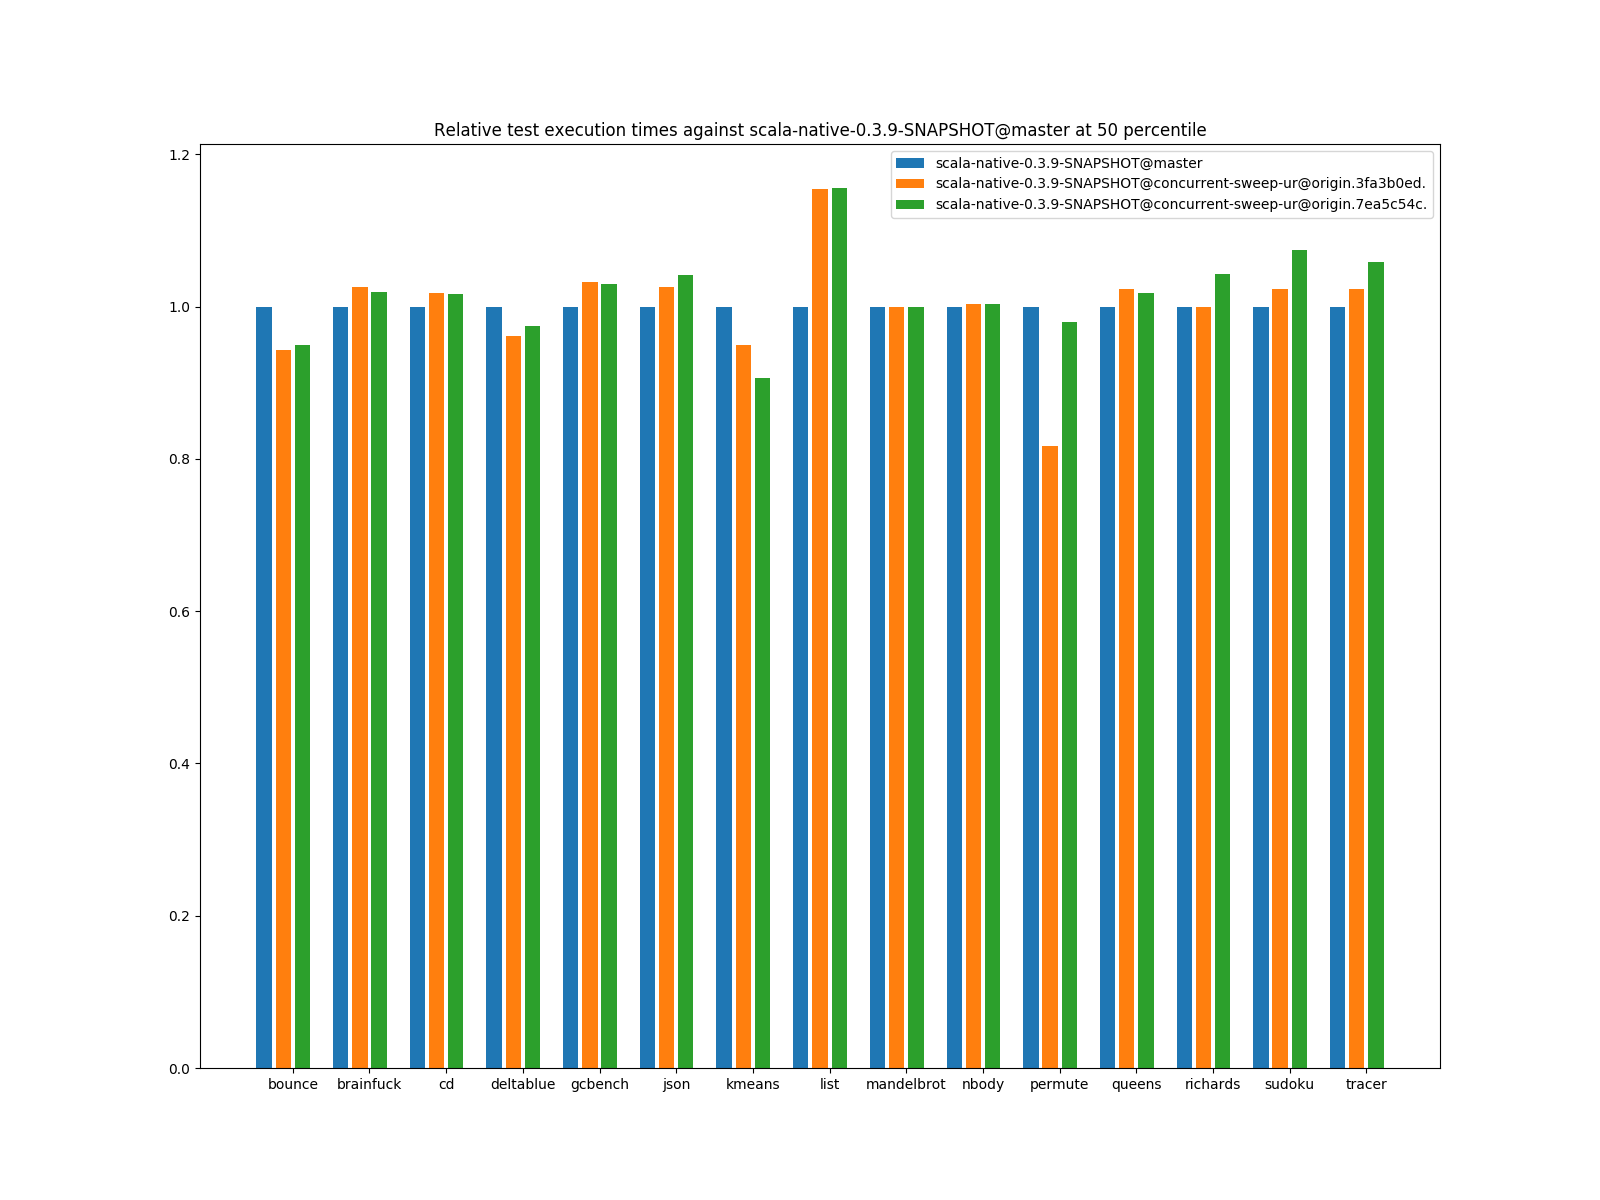 Relative test execution times against scala-native-0.3.9-SNAPSHOT@master at 50 percentile
scala-native-0.3.9-SNAPSHOT@master
scala-native-0.3.9-SNAPSHOT@concurrent-sweep-ur@origin.3fa3b0ed.
scala-native-0.3.9-SNAPSHOT@concurrent-sweep-ur@origin.7ea5c54c.
1.2
1.0
0.8
0.6
0.4
0.2
0.0
bounce brainfuck cd deltablue gcbench json kmeans list mandelbrot nbody permute queens richards sudoku tracer